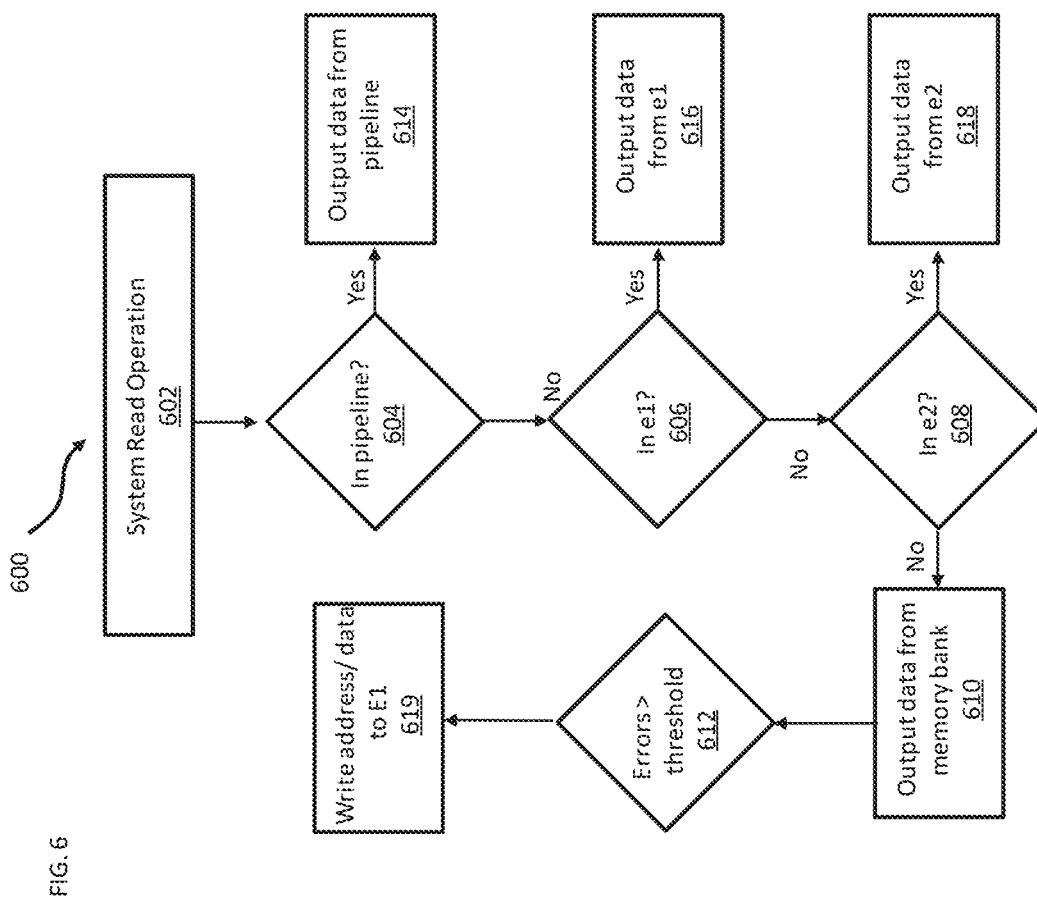 FIG. 6
600
System Read Operation
602
In pipeline?
604
Yes
Output data from
pipeline
614
No
In e1?
606
Yes
Output data
from e1
616
No
In e2?
608
Yes
Output data
from e2
618
No
Output data from
memory bank
610
Errors >
threshold
612
Write address/ data
to E1
619